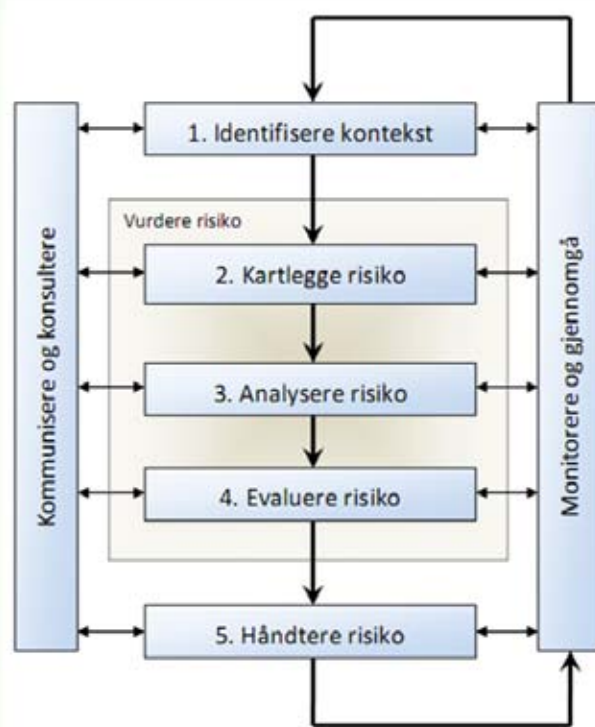 1. Identifisere kontekst
Vurdere risiko
2. Kartlegge risiko
3. Analysere risiko
4. Evaluere risiko
5. Håndtere risiko
Kommunisere og konsultere
Monitorere og gjennomgå